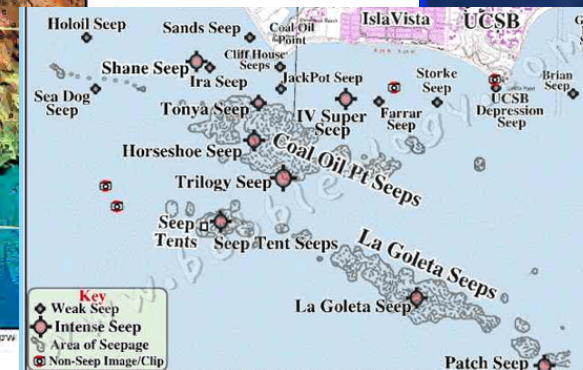 Holoil Seep
Sands Seep
Coal Oil
Point
IslaVista
UCSB
Shane Seep
Cliff House
Seeps
Ira Seep
JackPot Seep
Storke
Seep
Brian
Seep
Sea Dog
Seep
Tonya Seep
IV Super
Seep
Farrar
Seep
UCSB
Depression
Seep
Horseshoe Seep
Coal Oil Pt Seeps
Trilogy Seep
Seep
Tents
Seep Tent Seeps
La Goleta Seeps
La Goleta Seep
Patch Seep
Key
Weak Seep
Intense Seep
Area of Seepage
Non-Seep Image/Clip